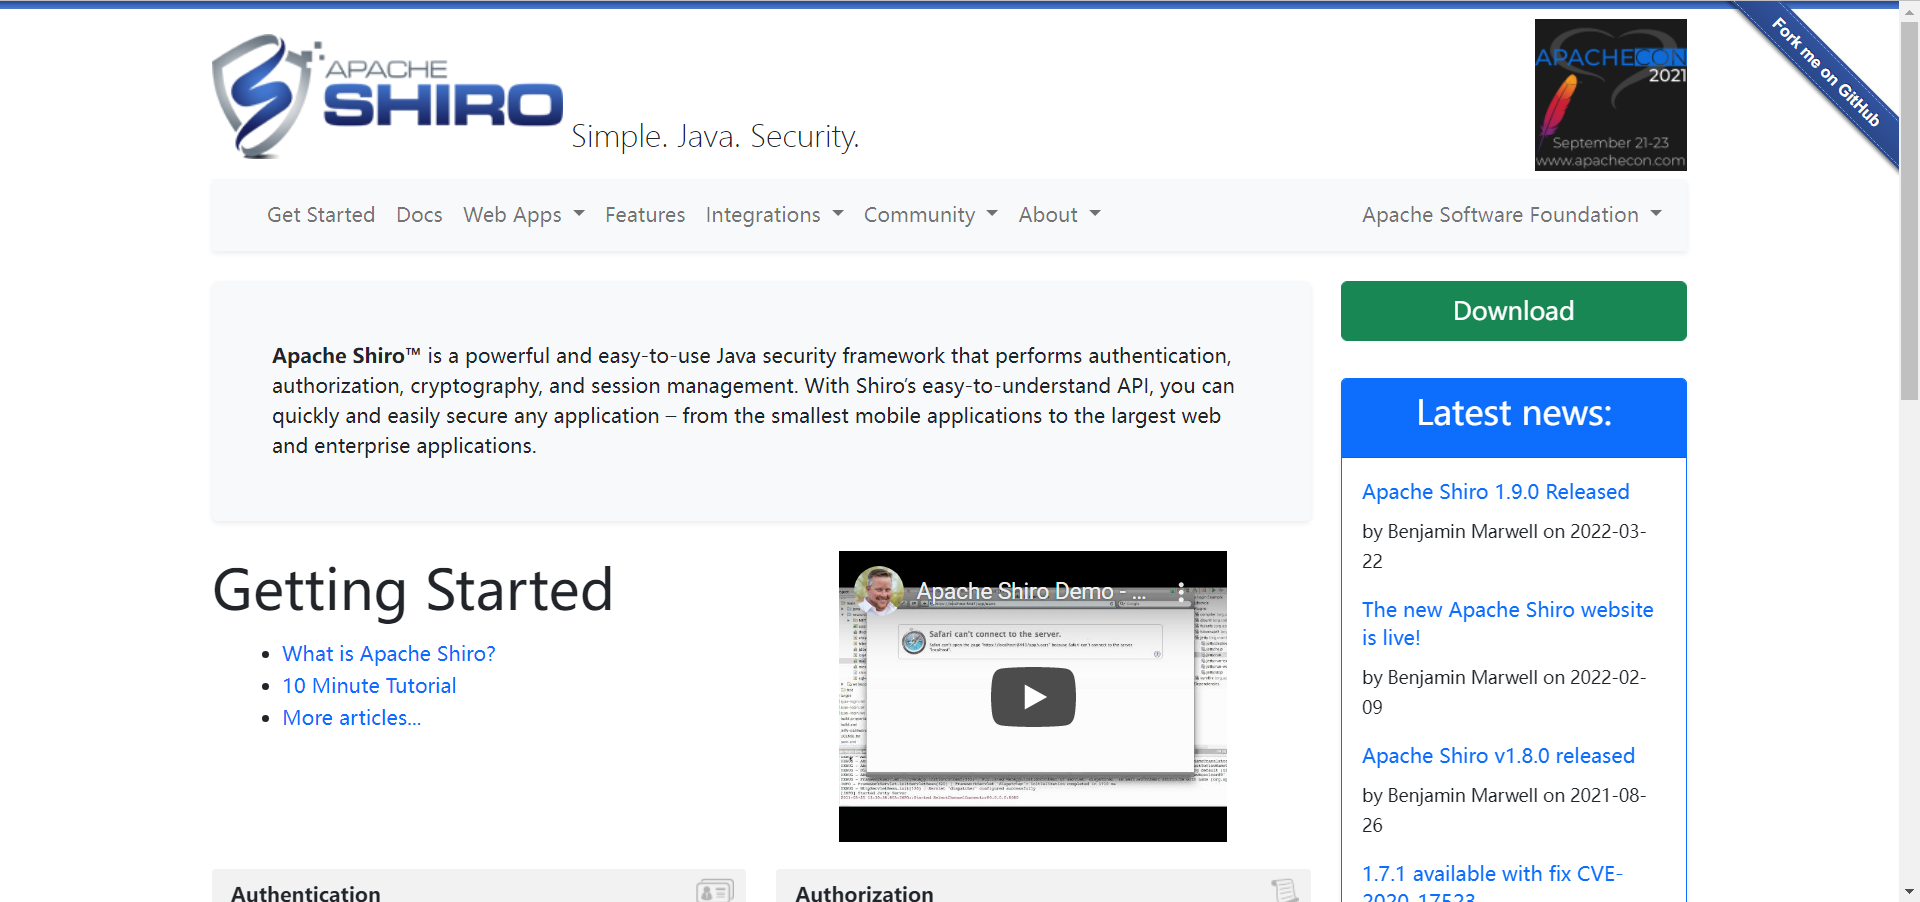 APACHE
SHIRO
Simple. Java. Security.
APACHECON
2021
September 21-23
www.apachecon.com
Fork me on GitHub
Get Started Docs Web Apps Features Integrations Community About Apache Software Foundation
Apache Shiro™ is a powerful and easy-to-use Java security framework that performs authentication,
authorization, cryptography, and session management. With Shiro’s easy-to-understand API, you can
quickly and easily secure any application – from the smallest mobile applications to the largest web
and enterprise applications.
Getting Started
What is Apache Shiro?
10 Minute Tutorial
More articles...
Apache Shiro Demo - ...
Safari can't connect to the server.
Authentication
Authorization
Download
Latest news:
Apache Shiro 1.9.0 Released
by Benjamin Marwell on 2022-03-
22
The new Apache Shiro website
is live!
by Benjamin Marwell on 2022-02-
09
Apache Shiro v1.8.0 released
by Benjamin Marwell on 2021-08-
26
1.7.1 available with fix CVE-
2020-17523